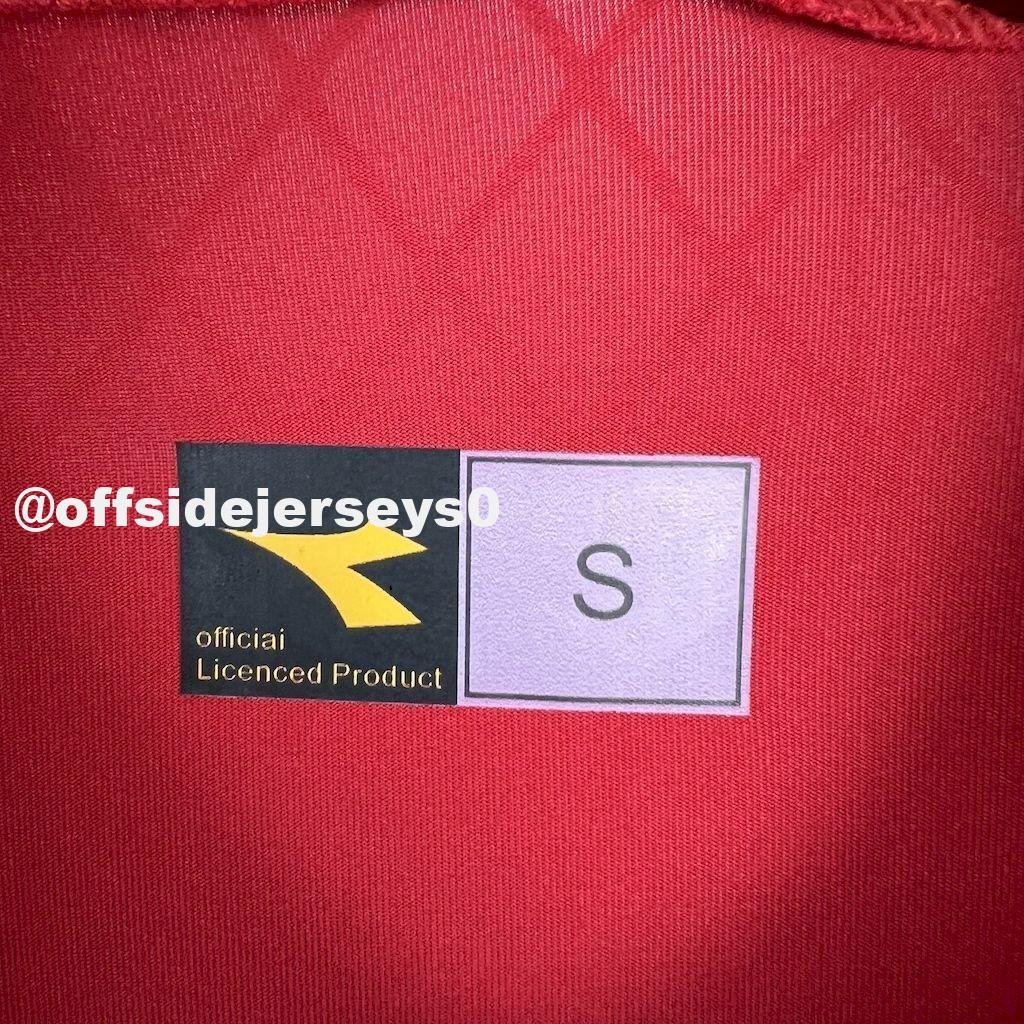 @offsidejerseys0
officiai
Licenced Product
S